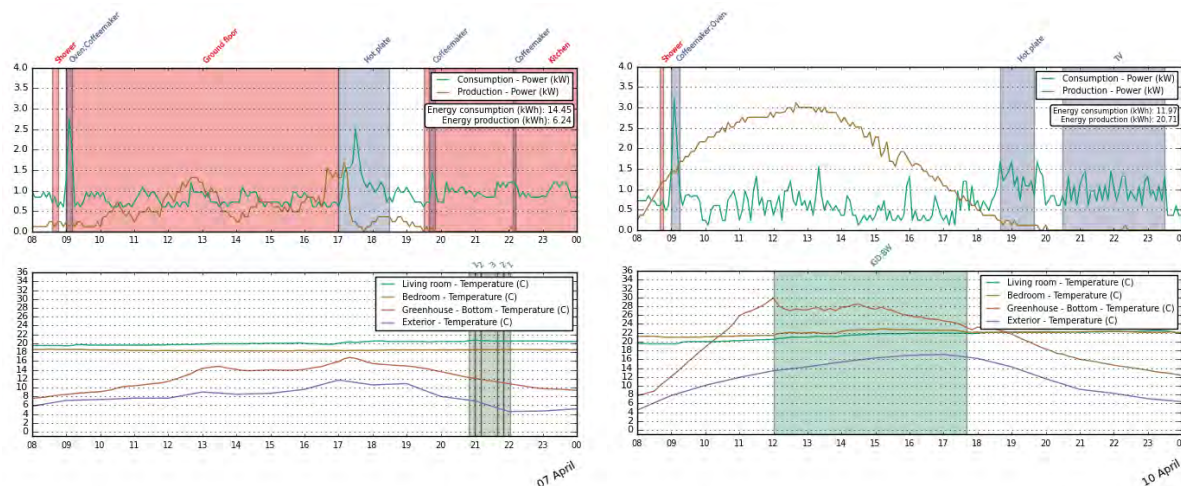 Shower
Oven;Coffeemaker
Ground floor
Hot plate
Coffeemaker
Coffeemaker
Kitchen
4.0
3.5
3.0
2.5
2.0
1.5
1.0
0.5
0.0
Consumption - Power (kW)
Production - Power (kW)
Energy consumption (kWh): 14.45
Energy production (kWh): 6.24
08 09 10 11 12 13 14 15 16 17 18 19 20 21 22 23 00
36
34
32
30
28
26
24
22
20
18
16
14
12
10
8
6
4
2
0
Living room - Temperature (C)
Bedroom - Temperature (C)
Greenhouse - Bottom - Temperature (C)
Exterior - Temperature (C)
08 09 10 11 12 13 14 15 16 17 18 19 20 21 22 23 00
07 April
Shower
Coffeemaker;Oven
Hot plate
TV
4.0
3.5
3.0
2.5
2.0
1.5
1.0
0.5
0.0
Consumption - Power (kW)
Production - Power (kW)
Energy consumption (kWh): 11.97
Energy production (kWh): 20.71
08 09 10 11 12 13 14 15 16 17 18 19 20 21 22 23 00
36
34
32
30
28
26
24
22
20
18
16
14
12
10
8
6
4
2
0
Living room - Temperature (C)
Bedroom - Temperature (C)
Greenhouse - Bottom - Temperature (C)
Exterior - Temperature (C)
08 09 10 11 12 13 14 15 16 17 18 19 20 21 22 23 00
10 April